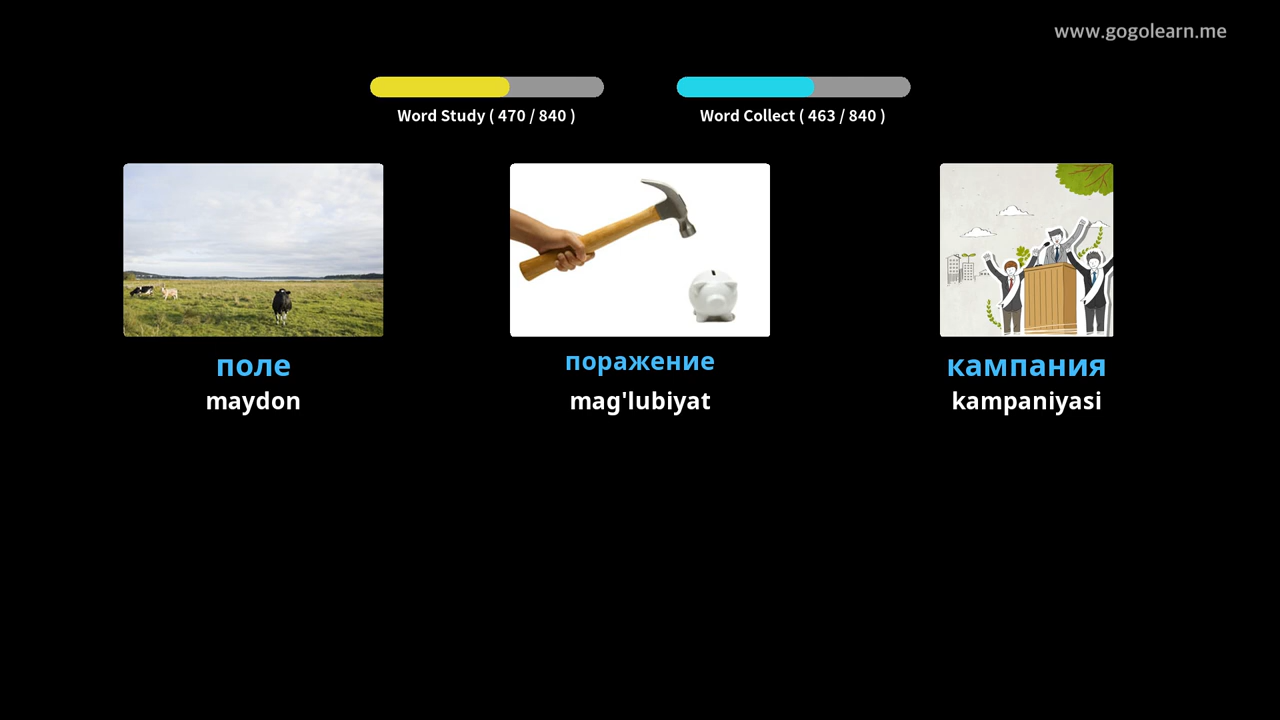 www.gogolearn.me
Word Study ( 470 / 840 )
Word Collect ( 463 / 840 )
поле
поражение
кампания
maydon
mag'lubiyat
kampaniyasi